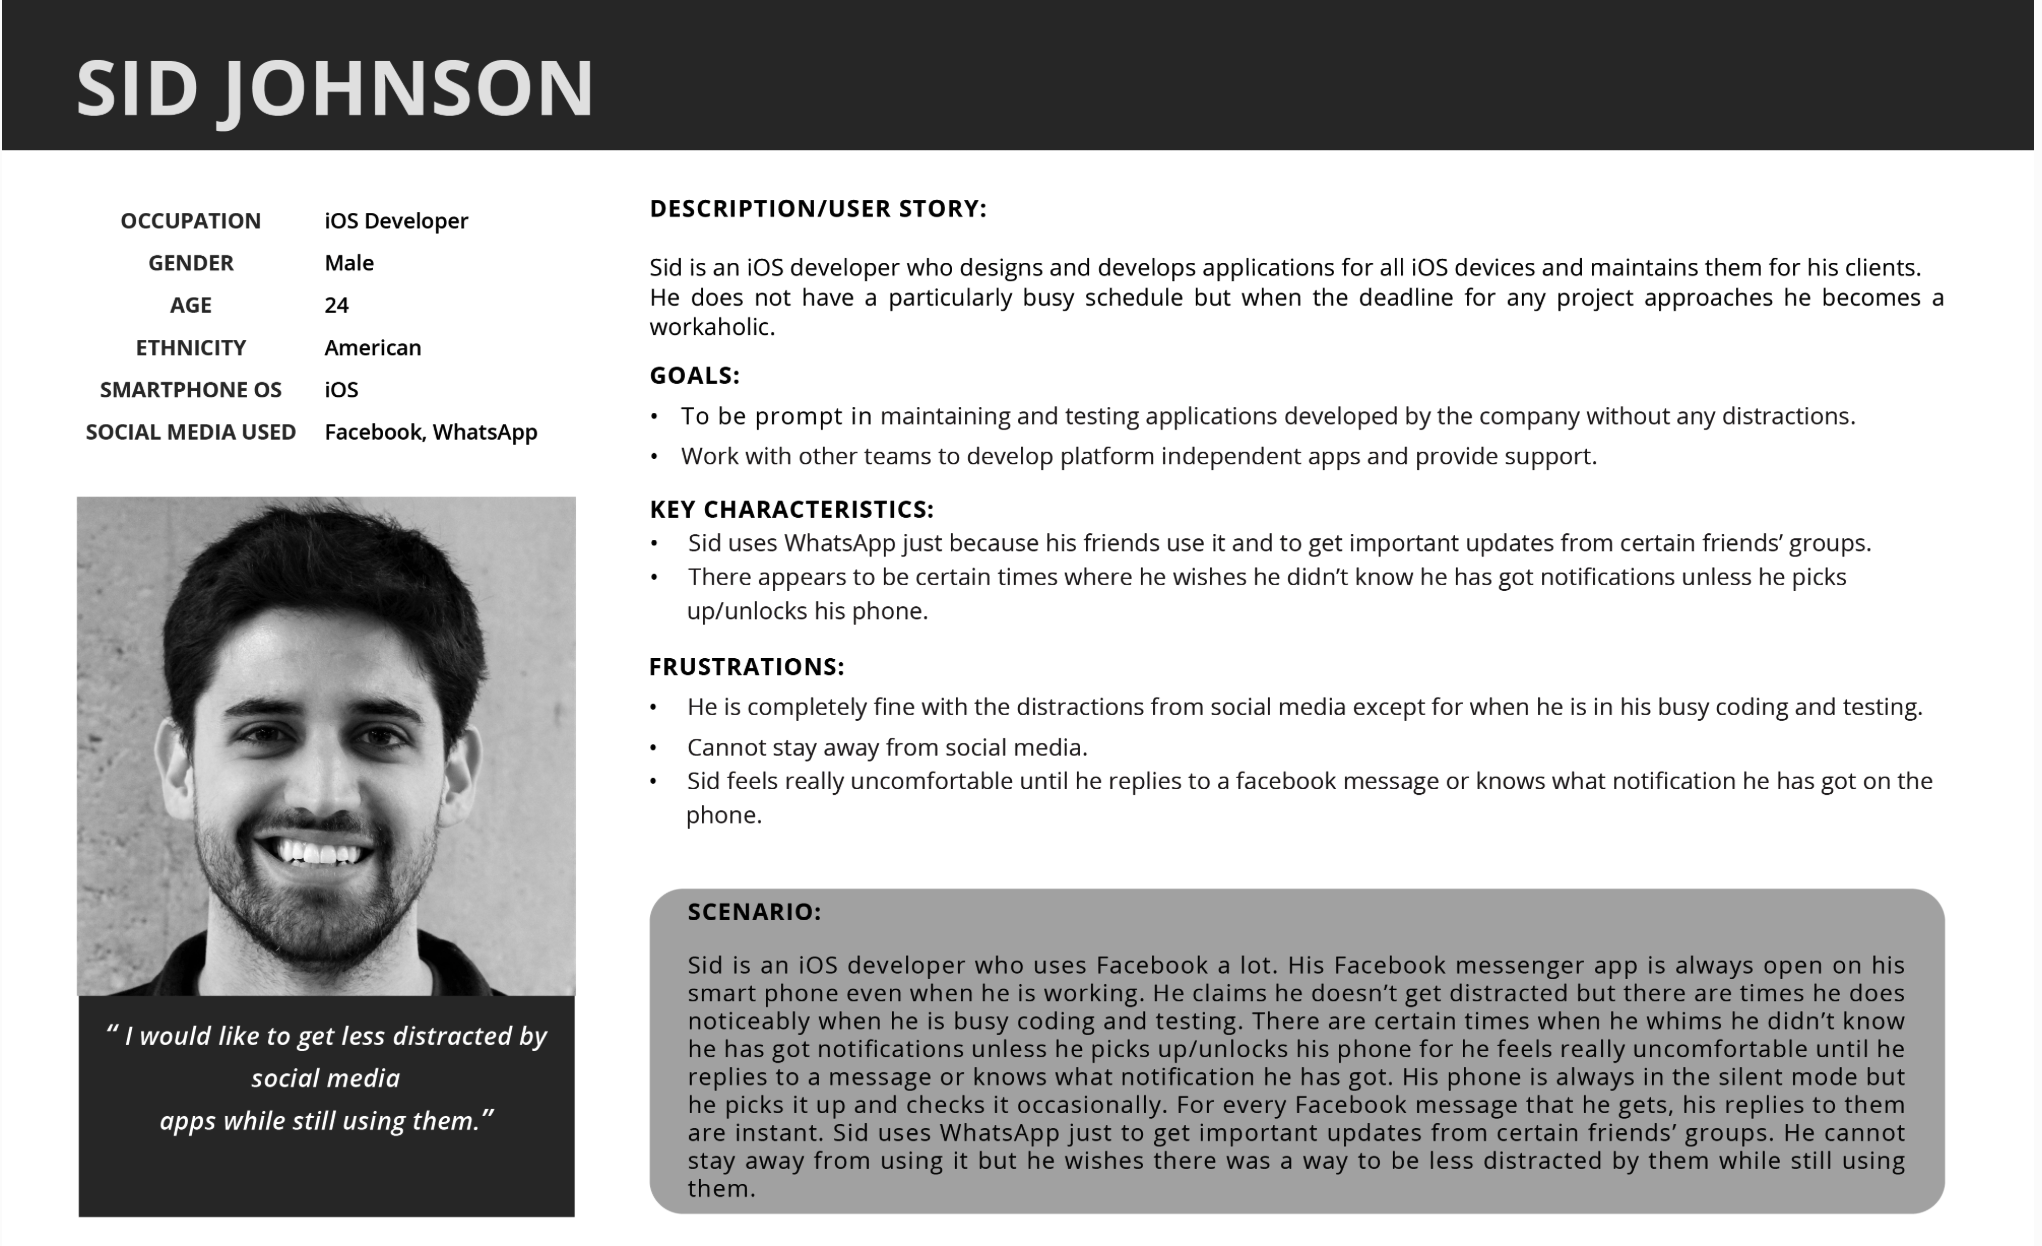 SID JOHNSON
OCCUPATION iOS Developer
GENDER Male
AGE 24
ETHNICITY American
SMARTPHONE OS iOS
SOCIAL MEDIA USED Facebook, WhatsApp
“ I would like to get less distracted by
social media
apps while still using them.”
DESCRIPTION/USER STORY:
Sid is an iOS developer who designs and develops applications for all iOS devices and maintains them for his clients.
He does not have a particularly busy schedule but when the deadline for any project approaches he becomes a
workaholic.
GOALS:
• To be prompt in maintaining and testing applications developed by the company without any distractions.
• Work with other teams to develop platform independent apps and provide support.
KEY CHARACTERISTICS:
• Sid uses WhatsApp just because his friends use it and to get important updates from certain friends’ groups.
• There appears to be certain times where he wishes he didn’t know he has got notifications unless he picks
up/unlocks his phone.
FRUSTRATIONS:
• He is completely fine with the distractions from social media except for when he is in his busy coding and testing.
• Cannot stay away from social media.
• Sid feels really uncomfortable until he replies to a facebook message or knows what notification he has got on the
phone.
SCENARIO:
Sid is an iOS developer who uses Facebook a lot. His Facebook messenger app is always open on his
smart phone even when he is working. He claims he doesn’t get distracted but there are times he does
noticeably when he is busy coding and testing. There are certain times when he whims he didn’t know
he has got notifications unless he picks up/unlocks his phone for he feels really uncomfortable until he
replies to a message or knows what notification he has got. His phone is always in the silent mode but
he picks it up and checks it occasionally. For every Facebook message that he gets, his replies to them
are instant. Sid uses WhatsApp just to get important updates from certain friends’ groups. He cannot
stay away from using it but he wishes there was a way to be less distracted by them while still using
them.